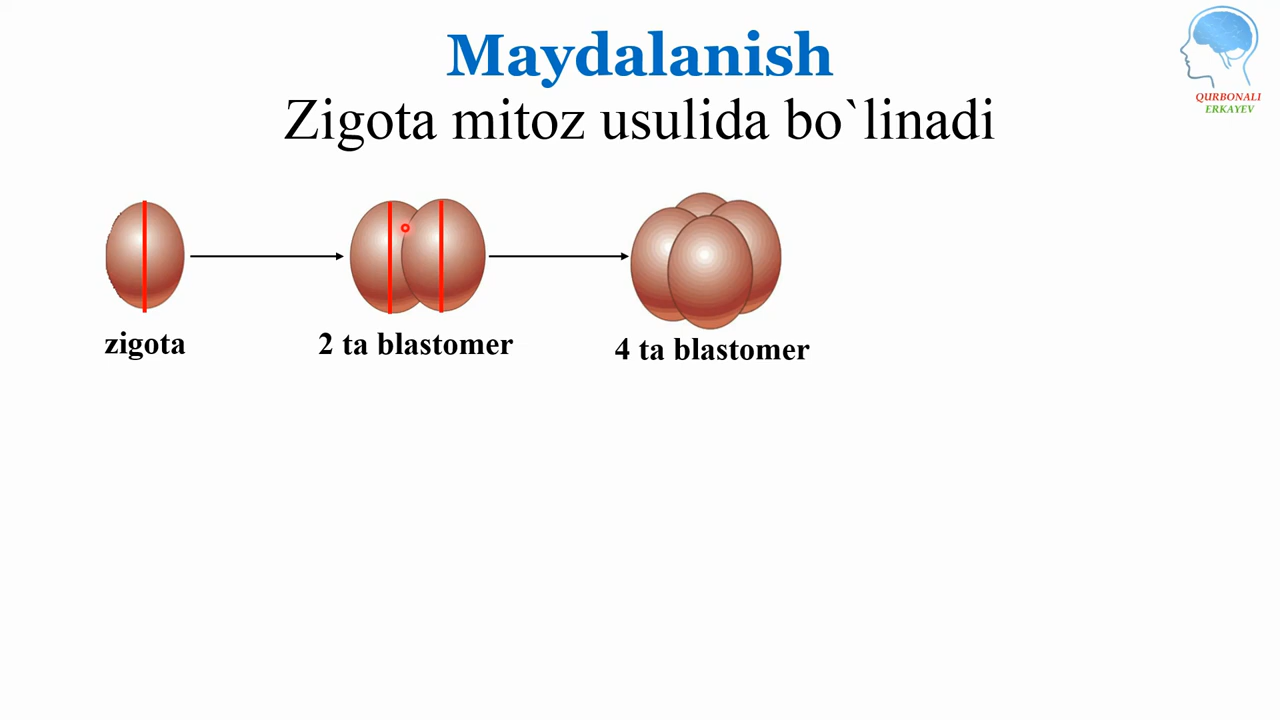 Maydalanish
Zigota mitoz usulida bo`linadi
QURBONALI
ERKAYEV
zigota
2 ta blastomer
4 ta blastomer